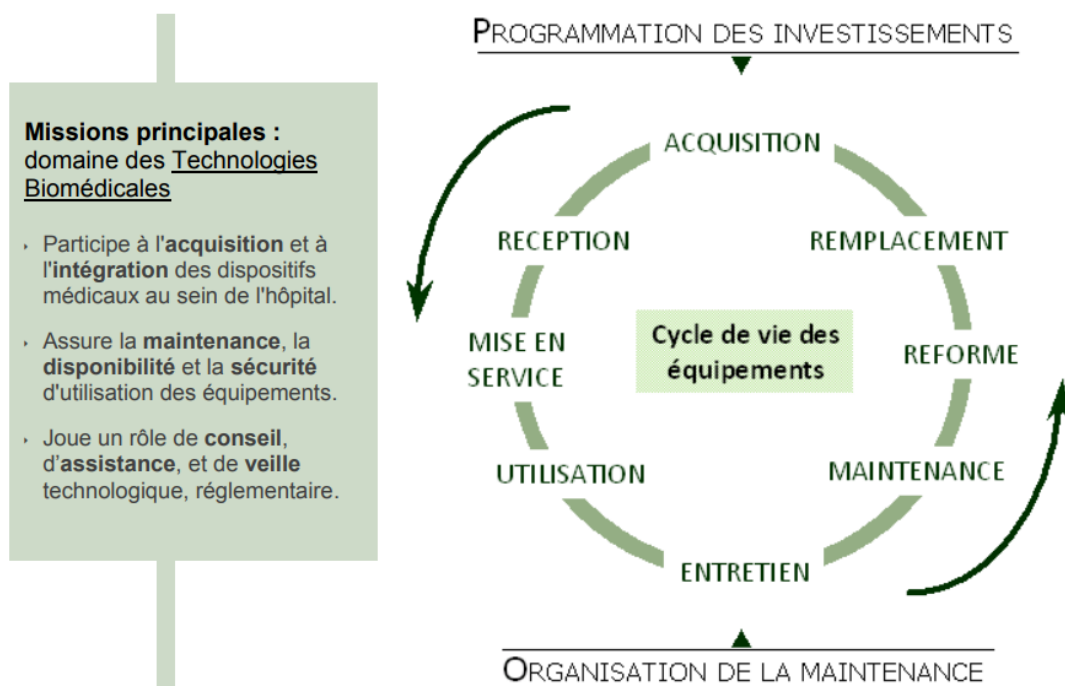 Missions principales :
domaine des Technologies
Biomédicales
Participe à l'acquisition et à
l'intégration des dispositifs
médicaux au sein de l'hôpital.
Assure la maintenance, la
disponibilité et la sécurité
d'utilisation des équipements.
Joue un rôle de conseil,
d'assistance, et de veille
technologique, réglementaire.
PROGRAMMATION DES INVESTISSEMENTS
ACQUISITION
RECEPTION
REMPLACEMENT
MISE EN
SERVICE
Cycle de vie des
équipements
REFORME
UTILISATION
MAINTENANCE
ENTRETIEN
ORGANISATION DE LA MAINTENANCE